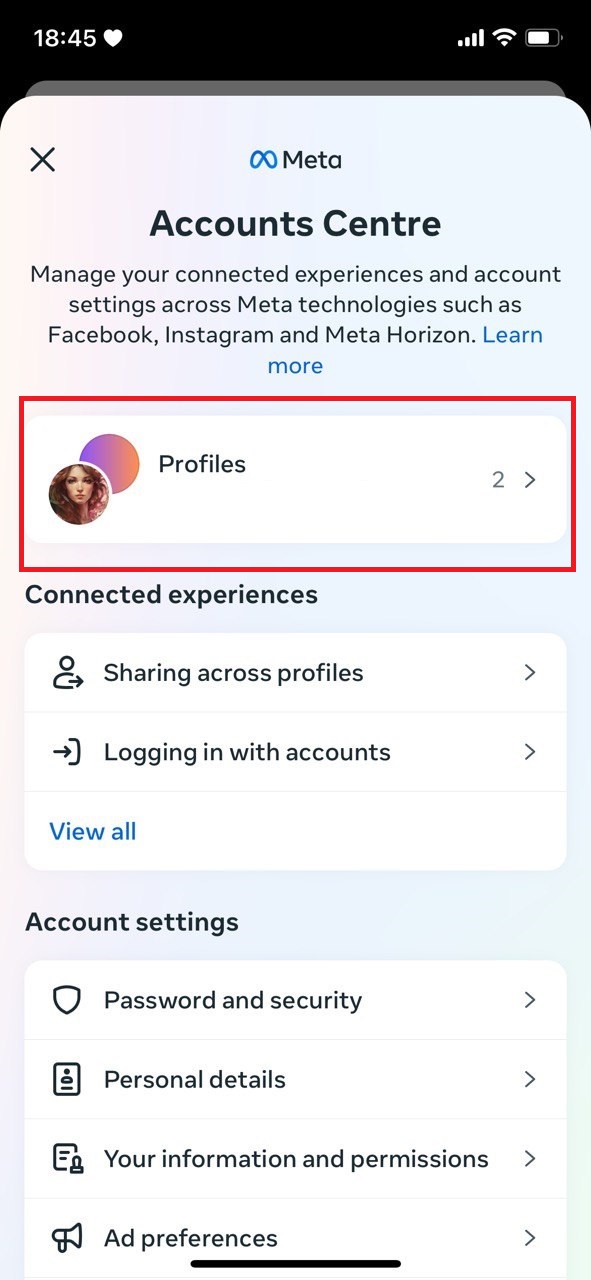 18:45
Meta
Accounts Centre
Manage your connected experiences and account
settings across Meta technologies such as
Facebook, Instagram and Meta Horizon. Learn
more
Profiles
2
Connected experiences
Sharing across profiles
Logging in with accounts
View all
Account settings
Password and security
Personal details
Your information and permissions
Ad preferences